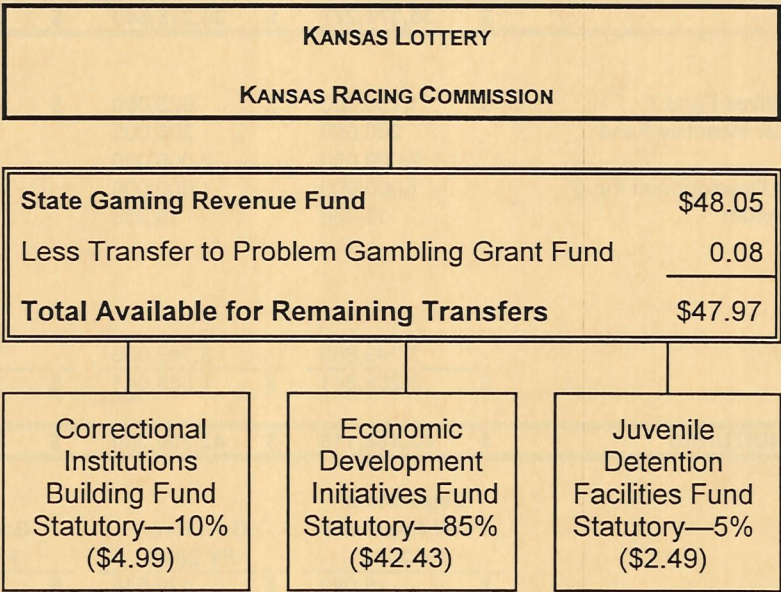 KANSAS LOTTERY
KANSAS RACING COMMISSION
State Gaming Revenue Fund $48.05
Less Transfer to Problem Gambling Grant Fund 0.08
Total Available for Remaining Transfers $47.97
Correctional
Institutions
Building Fund
Statutory—10%
($4.99)
Economic
Development
Initiatives Fund
Statutory—85%
($42.43)
Juvenile
Detention
Facilities Fund
Statutory—5%
($2.49)